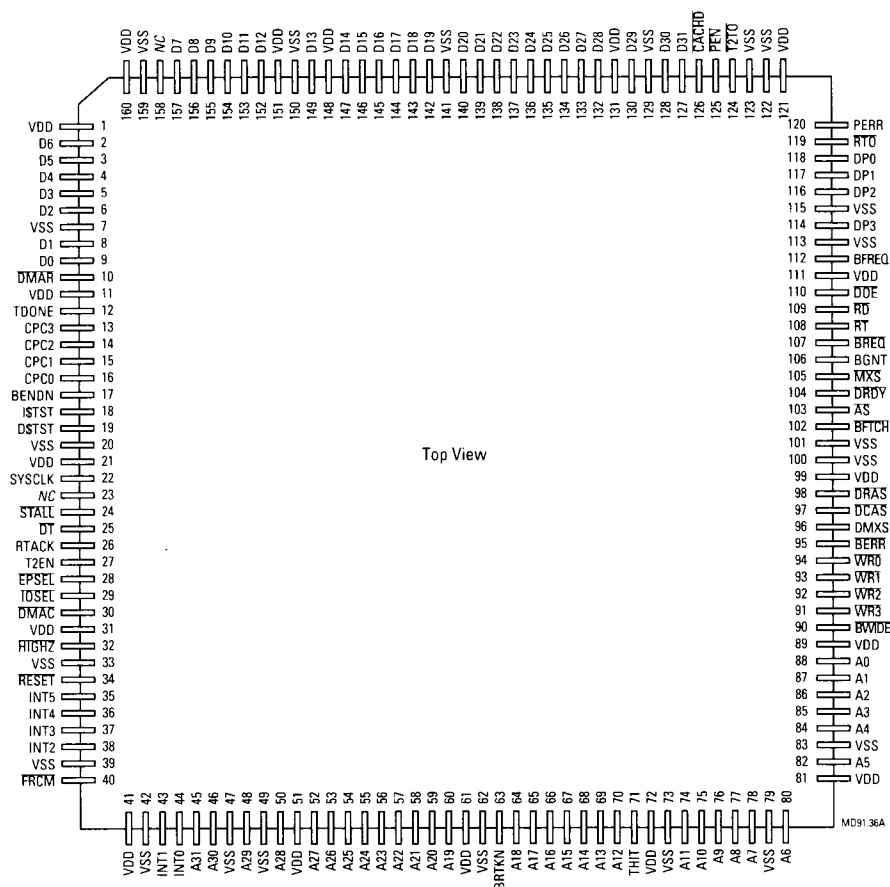 VDD VSS NC D7 D8 D9 D10 D11 D12 VDD VSS D13 VDD D14 D15 D16 D17 D18 D19 VSS D20 D21 D22 D23 D24 D25 D26 D27 D28 VDD D29 VSS D30 D31 CACHD PEN T2TO VSS VSS VDD
160 159 158 157 156 155 154 153 152 151 150 149 148 147 146 145 144 143 142 141 140 139 138 137 136 135 134 133 132 131 130 129 128 127 126 125 124 123 122 121
VDD 1
D6 2
D5 3
D4 4
D3 5
D2 6
VSS 7
D1 8
D0 9
DMAR 10
VDD 11
TDONE 12
CPC3 13
CPC2 14
CPC1 15
CPC0 16
BENDN 17
I$TST 18
D$TST 19
VSS 20
VDD 21
SYSCLK 22
NC 23
STALL 24
DT 25
RTACK 26
T2EN 27
EPSEL 28
IOSEL 29
DMAC 30
VDD 31
HIGHZ 32
VSS 33
RESET 34
INT5 35
INT4 36
INT3 37
INT2 38
VSS 39
FRCM 40
Top View
120 PERR
119 RTO
118 DP0
117 DP1
116 DP2
115 VSS
114 DP3
113 VSS
112 BFREQ
111 VDD
110 DOE
109 RD
108 RT
107 BREQ
106 BGNT
105 MXS
104 DRDY
103 AS
102 BFTCH
101 VSS
100 VSS
99 VDD
98 DRAS
97 DCAS
96 DMXS
95 BERR
94 WR0
93 WR1
92 WR2
91 WR3
90 BWIDE
89 VDD
88 A0
87 A1
86 A2
85 A3
84 A4
83 VSS
82 A5
81 VDD
41 42 43 44 45 46 47 48 49 50 51 52 53 54 55 56 57 58 59 60 61 62 63 64 65 66 67 68 69 70 71 72 73 74 75 76 77 78 79 80
VDD VSS INT1 INT0 A31 A30 VSS A29 VSS A28 VDD A27 A26 A25 A24 A23 A22 A21 A20 A19 VDD VSS BRTKN A18 A17 A16 A15 A14 A13 A12 THIT VDD VSS A11 A10 A9 A8 A7 VSS A6
MD91.36A